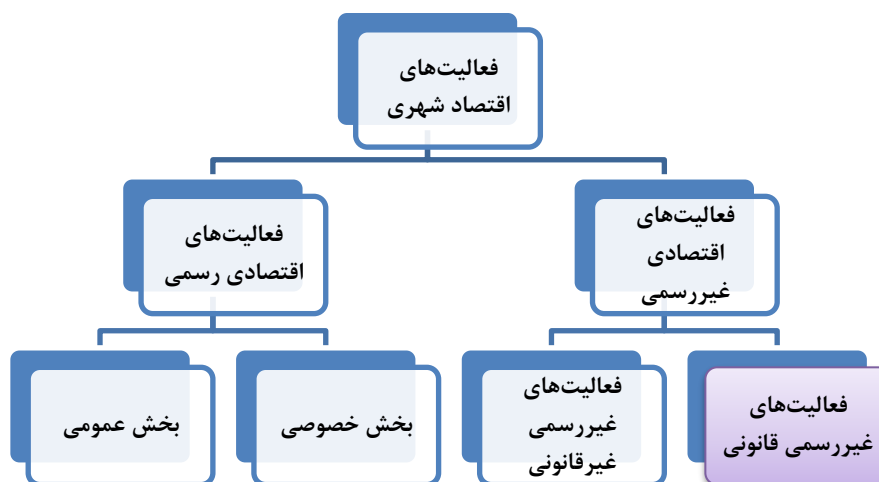 فعالیت‌های
اقتصاد شهری
فعالیت‌های
اقتصادی
غیررسمی
فعالیت‌های
اقتصادی رسمی
فعالیت‌های
غیررسمی قانونی
فعالیت‌های
غیررسمی
غیرقانونی
بخش خصوصی
بخش عمومی